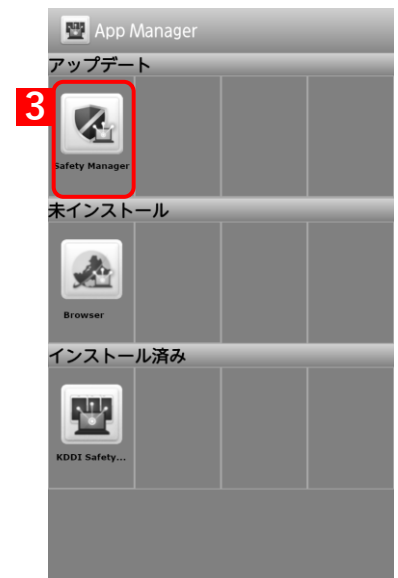 App Manager
アップデート
3
Safety Manager
未インストール
Browser
インストール済み
KDDI Safety...